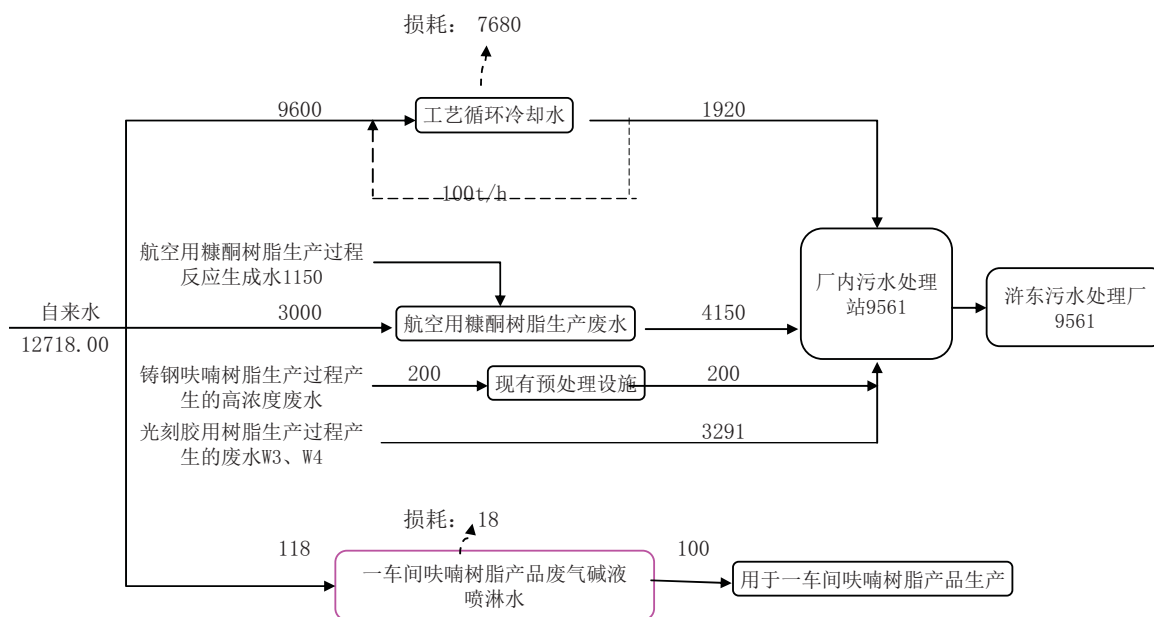 损耗： 7680
9600
工艺循环冷却水
1920
100t/h
航空用糠酮树脂生产过程
反应生成水1150
厂内污水处理
站9561
浒东污水处理厂
9561
自来水
12718.00
3000
航空用糠酮树脂生产废水
4150
铸钢呋喃树脂生产过程产
生的高浓度废水
200
现有预处理设施
200
光刻胶用树脂生产过程产
生的废水W3、W4
3291
损耗： 18
118
一车间呋喃树脂产品废气碱液
喷淋水
100
用于一车间呋喃树脂产品生产